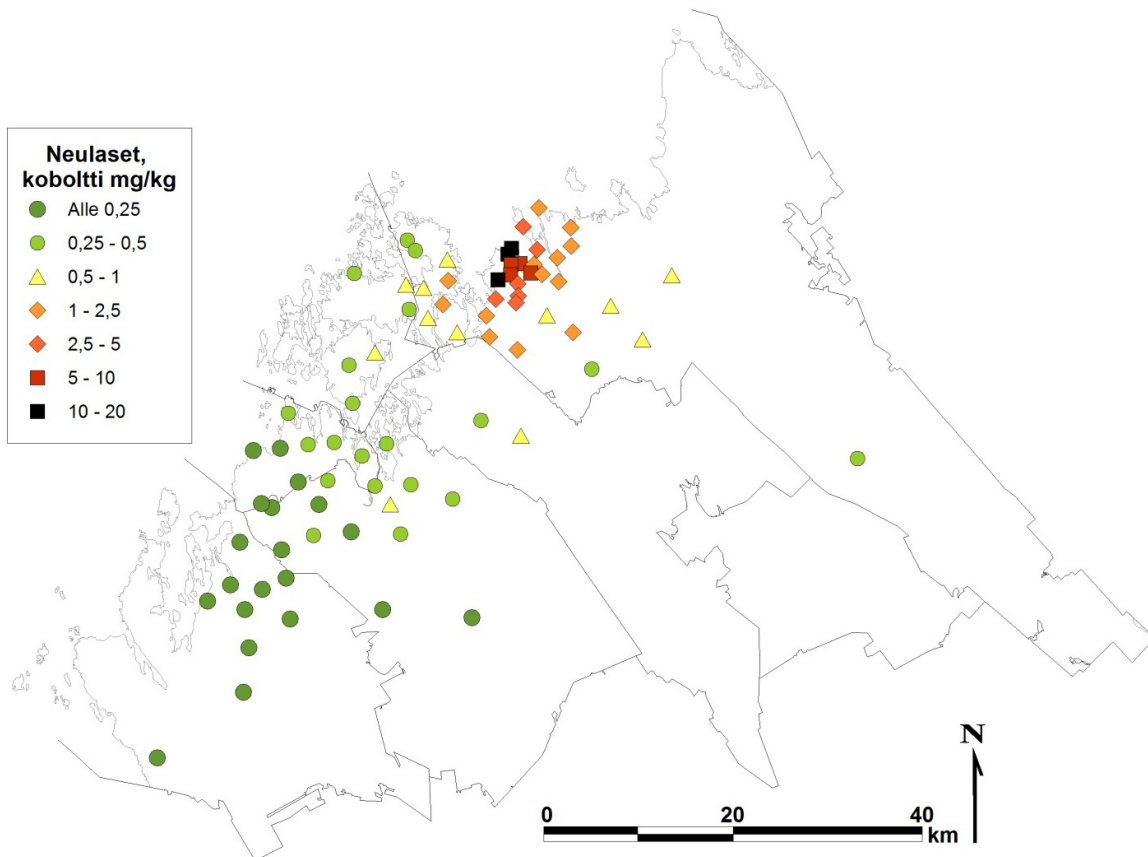 Neulaset,
koboltti mg/kg
Alle 0,25
0,25 - 0,5
0,5 - 1
1 - 2,5
2,5 - 5
5 - 10
10 - 20
N
0 20 40
km